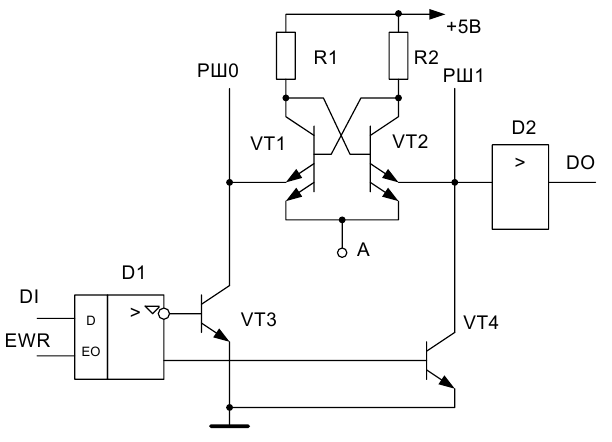 +5В
R1
R2
РШ0
РШ1
VT1
VT2
D2
>
DO
A
D1
DI
D
>
VT3
VT4
EWR
EO